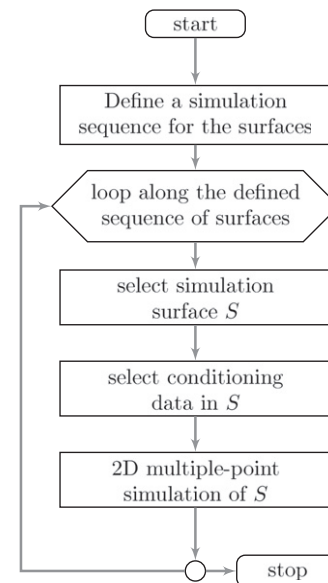 start
Define a simulation
sequence for the surfaces
loop along the defined
sequence of surfaces
select simulation
surface S
select conditioning
data in S
2D multiple-point
simulation of S
stop